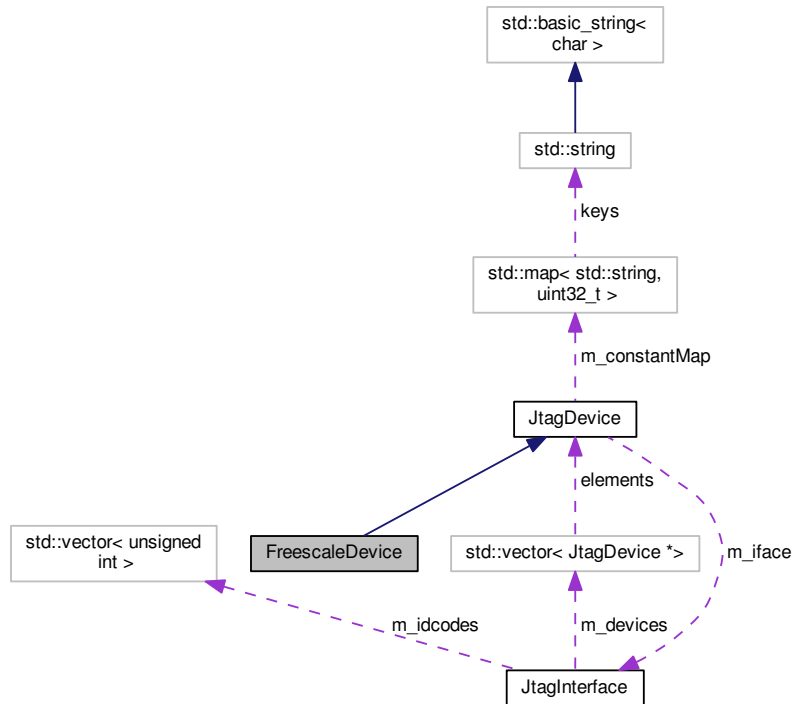 std::basic_string<
char >
std::string
keys
std::map< std::string,
uint32_t >
m_constantMap
JtagDevice
elements
FreescaleDevice
std::vector< unsigned
int >
std::vector< JtagDevice *>
m_iface
m_idcodes
m_devices
JtagInterface